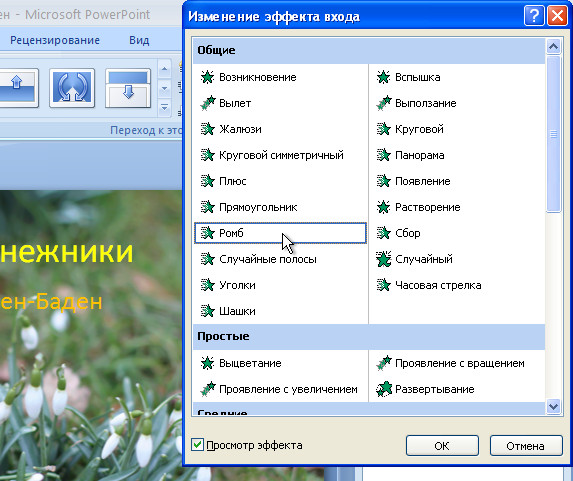 ен - Microsoft PowerPoint
Рецензирование Вид
Переход к это
нежники
ен-Баден
Изменение эффекта входа
Общие
Возникновение Вспышка
Вылет Выползание
Жалюзи Круговой
Круговой симметричный Панорама
Плюс Появление
Прямоугольник Растворение
Ромб Сбор
Случайные полосы Случайный
Уголки Часовая стрелка
Шашки
Простые
Выцветание Проявление с вращением
Проявление с увеличением Развертывание
Средние
Просмотр эффекта ОК Отмена